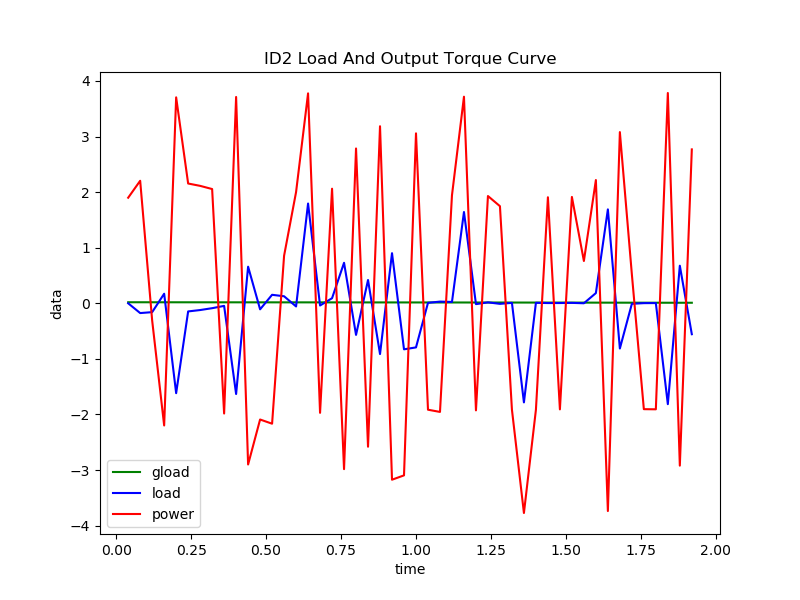 ID2 Load And Output Torque Curve
4
3
2
1
0
−1
−2
−3
−4
data
gload
load
power
0.00 0.25 0.50 0.75 1.00 1.25 1.50 1.75 2.00
time